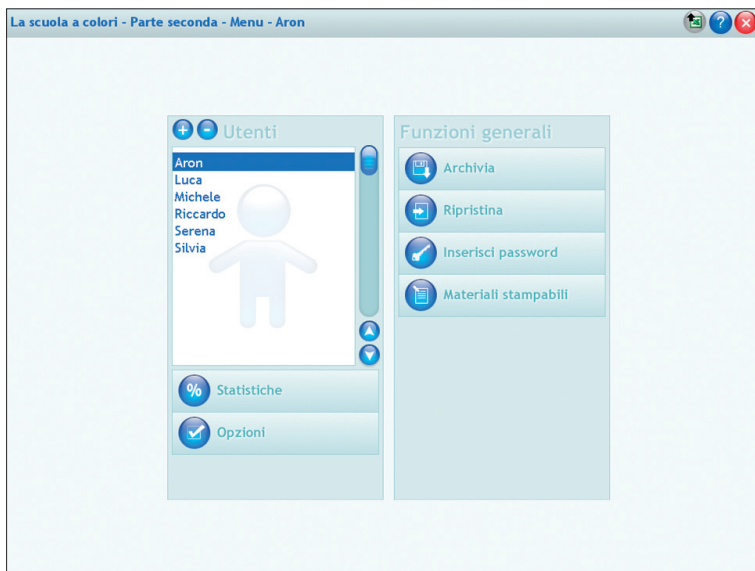 La scuola a colori - Parte seconda - Menu - Aron
Utenti
Aron
Luca
Michele
Riccardo
Serena
Silvia
% Statistiche
Opzioni
Funzioni generali
Archivia
Ripristina
Inserisci password
Materiali stampabili